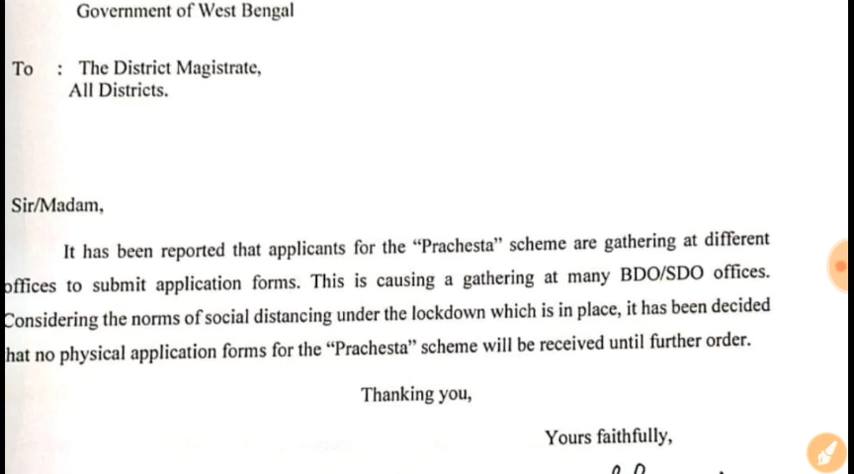 Government of West Bengal
To : The District Magistrate,
All Districts.
Sir/Madam,
It has been reported that applicants for the “Prachesta” scheme are gathering at different
offices to submit application forms. This is causing a gathering at many BDO/SDO offices.
Considering the norms of social distancing under the lockdown which is in place, it has been decided
hat no physical application forms for the “Prachesta” scheme will be received until further order.
Thanking you,
Yours faithfully,